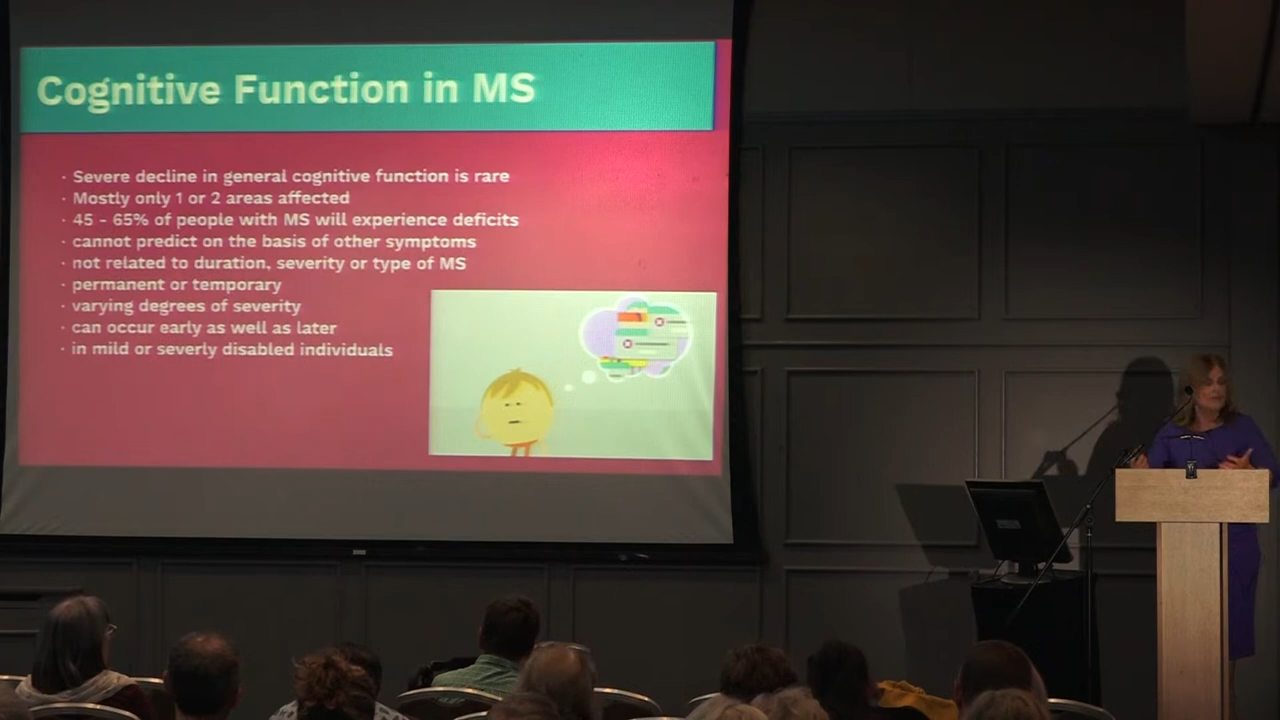 Cognitive Function in MS
· Severe decline in general cognitive function is rare
· Mostly only 1 or 2 areas affected
· 45 - 65% of people with MS will experience deficits
· cannot predict on the basis of other symptoms
· not related to duration, severity or type of MS
· permanent or temporary
· varying degrees of severity
· can occur early as well as later
· in mild or severly disabled individuals